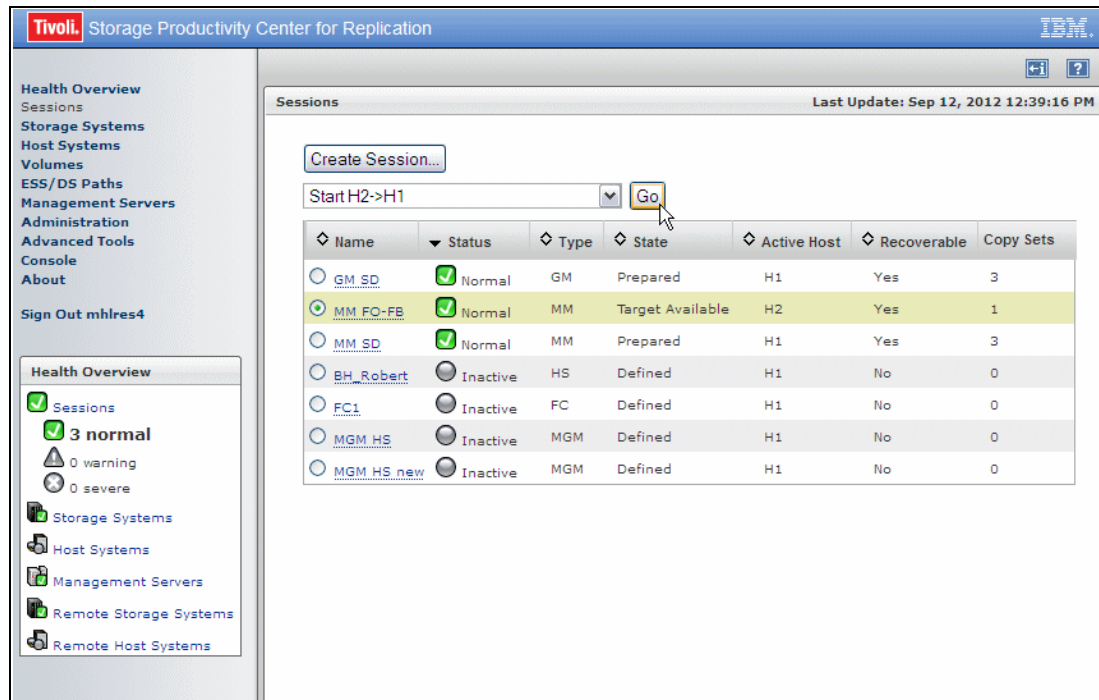 Tivoli. Storage Productivity Center for Replication IBM.
Health Overview
Sessions
Storage Systems
Host Systems
Volumes
ESS/DS Paths
Management Servers
Administration
Advanced Tools
Console
About
Sign Out mhlres4
Health Overview
Sessions
3 normal
0 warning
0 severe
Storage Systems
Host Systems
Management Servers
Remote Storage Systems
Remote Host Systems
i ?
Sessions Last Update: Sep 12, 2012 12:39:16 PM
Create Session...
Start H2->H1 Go
Name Status Type State Active Host Recoverable Copy Sets
GM SD Normal GM Prepared H1 Yes 3
MM FO-FB Normal MM Target Available H2 Yes 1
MM SD Normal MM Prepared H1 Yes 3
BH_Robert Inactive HS Defined H1 No 0
FC1 Inactive FC Defined H1 No 0
MGM HS Inactive MGM Defined H1 No 0
MGM HS new Inactive MGM Defined H1 No 0